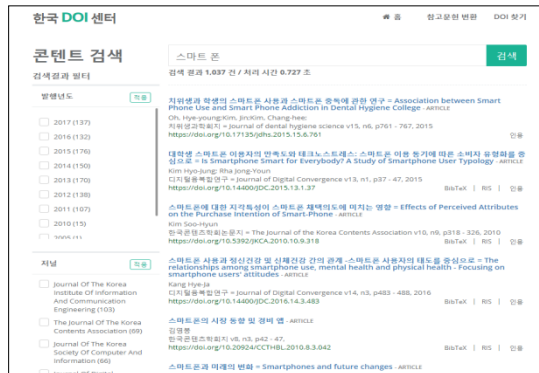 한국 DOI 센터
홈 참고문헌 변환 DOI 찾기
콘텐트 검색
검색결과 필터
발행년도 적용
2017 (137)
2016 (132)
2015 (176)
2014 (150)
2013 (170)
2012 (138)
2011 (107)
2010 (15)
2005 (1)
저널 적용
Journal Of The Korea
Institute Of Information
And Communication
Engineering (103)
The Journal Of The Korea
Contents Association (69)
Journal Of The Korea
Society Of Computer And
Information (66)
Journal Of Digital
스마트 폰 검색
검색 결과 1,037 건 / 처리 시간 0.727 초
치위생과 학생의 스마트폰 사용과 스마트폰 중독에 관한 연구 = Association between Smart
Phone Use and Smart Phone Addiction in Dental Hygiene College - ARTICLE
Oh, Hye-young:Kim, Jin:Kim, Chang-hee:
치위생과학회지 = Journal of dental hygiene science v15, n6, p761 - 767, 2015
https://doi.org/10.17135/jdhs.2015.15.6.761 인용
대학생 스마트폰 이용자의 만족도와 테크노스트레스: 스마트폰 이용 동기에 따른 소비자 유형화를 중
심으로 = Is Smartphone Smart for Everybody? A Study of Smartphone User Typology - ARTICLE
Kim Hyo-Jung; Rha Jong-Youn
디지털융복합연구 = Journal of Digital Convergence v13, n1, p37 - 47, 2015
https://doi.org/10.14400/JDC.2015.13.1.37 BibTeX | RIS | 인용
스마트폰에 대한 지각특성이 스마트폰 채택의도에 미치는 영향 = Effects of Perceived Attributes
on the Purchase Intention of Smart-Phone - ARTICLE
Kim Soo-Hyun
한국콘텐츠학회논문지 = The Journal of the Korea Contents Association v10, n9, p318 - 326, 2010
https://doi.org/10.5392/JKCA.2010.10.9.318 BibTeX | RIS | 인용
스마트폰 사용과 정신건강 및 신체건강 간의 관계 -스마트폰 사용자의 태도를 중심으로 = The
relationships among smartphone use, mental health and physical health - Focusing on
smartphone users' attitudes - ARTICLE
Kang Hye-Ja
디지털융복합연구 = Journal of Digital Convergence v14, n3, p483 - 488, 2016
https://doi.org/10.14400/JDC.2016.14.3.483 BibTeX | RIS | 인용
스마트폰의 시장 동향 및 경비 앱 - ARTICLE
김영봉
한국콘텐츠학회지 v8, n3, p42 - 47,
https://doi.org/10.20924/CCTHBL.2010.8.3.042 BibTeX | RIS | 인용
스마트폰과 미래의 변화 = Smartphones and future changes - ARTICLE